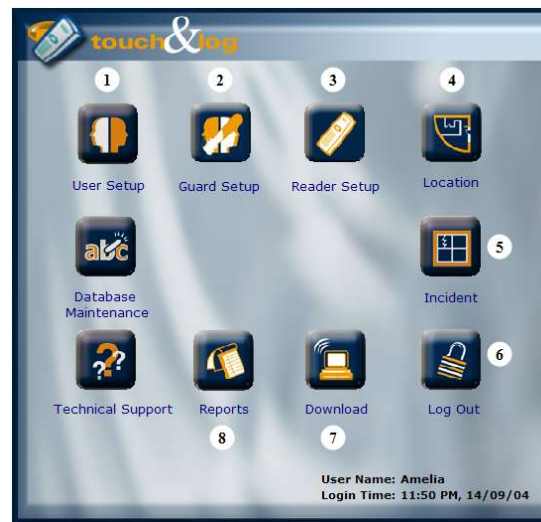 touch&log
1 2 3 4
User Setup Guard Setup Reader Setup Location
abc
5
Database
Maintenance
Incident
???
6
Technical Support Reports Download Log Out
8 7
User Name: Amelia
Login Time: 11:50 PM, 14/09/04